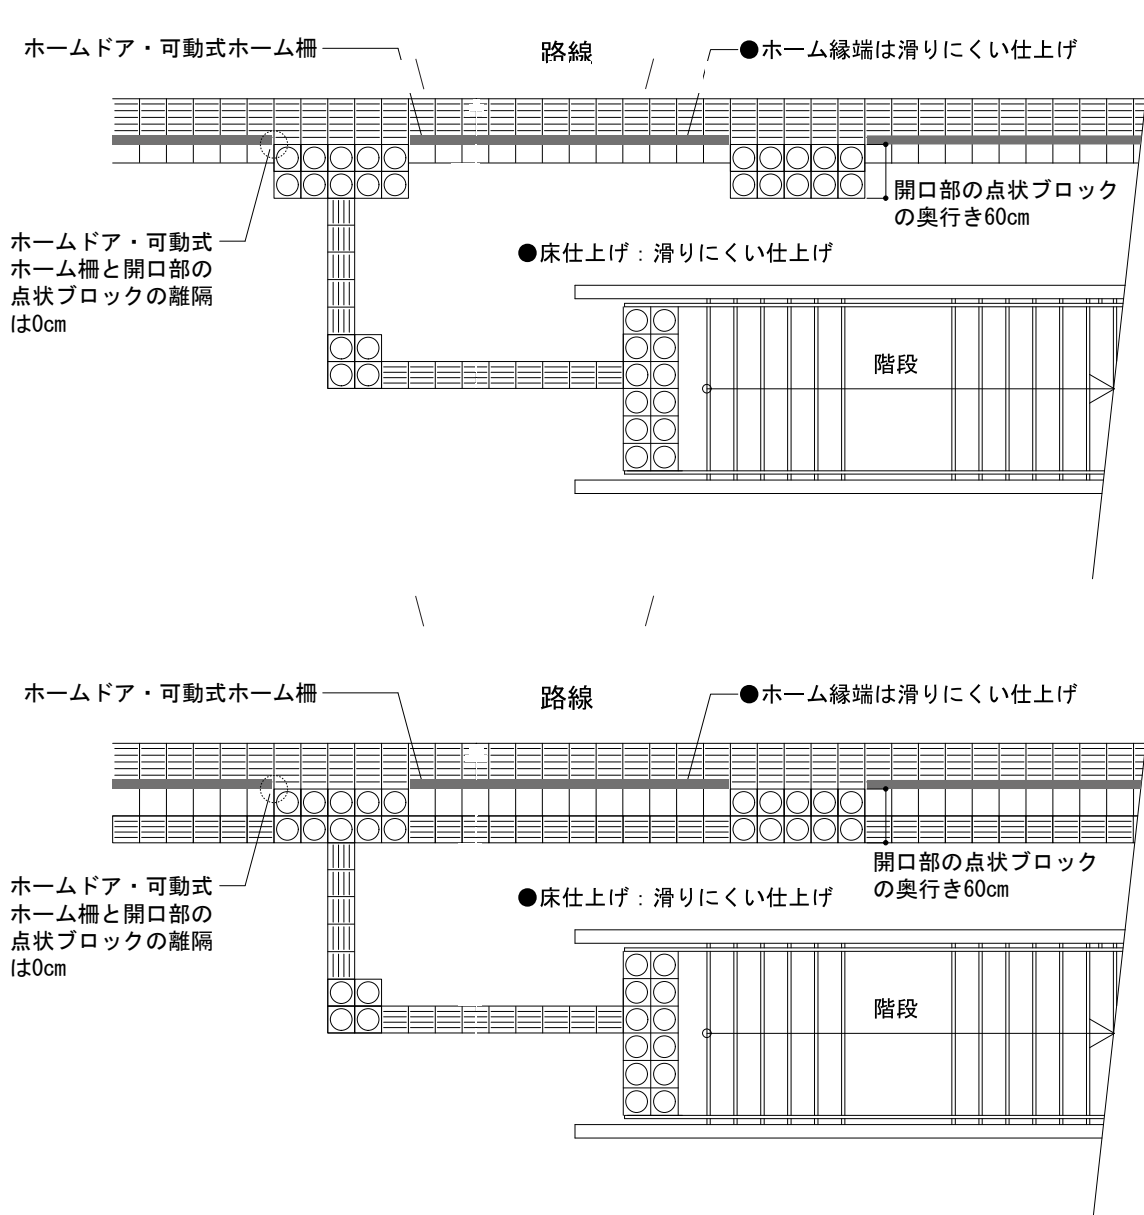 ホームドア・可動式ホーム柵
路線
●ホーム縁端は滑りにくい仕上げ
開口部の点状ブロック
の奥行き60cm
ホームドア・可動式
ホーム柵と開口部の
点状ブロックの離隔
は0cm
●床仕上げ:滑りにくい仕上げ
階段
ホームドア・可動式ホーム柵
路線
●ホーム縁端は滑りにくい仕上げ
開口部の点状ブロック
の奥行き60cm
ホームドア・可動式
ホーム柵と開口部の
点状ブロックの離隔
は0cm
●床仕上げ:滑りにくい仕上げ
階段